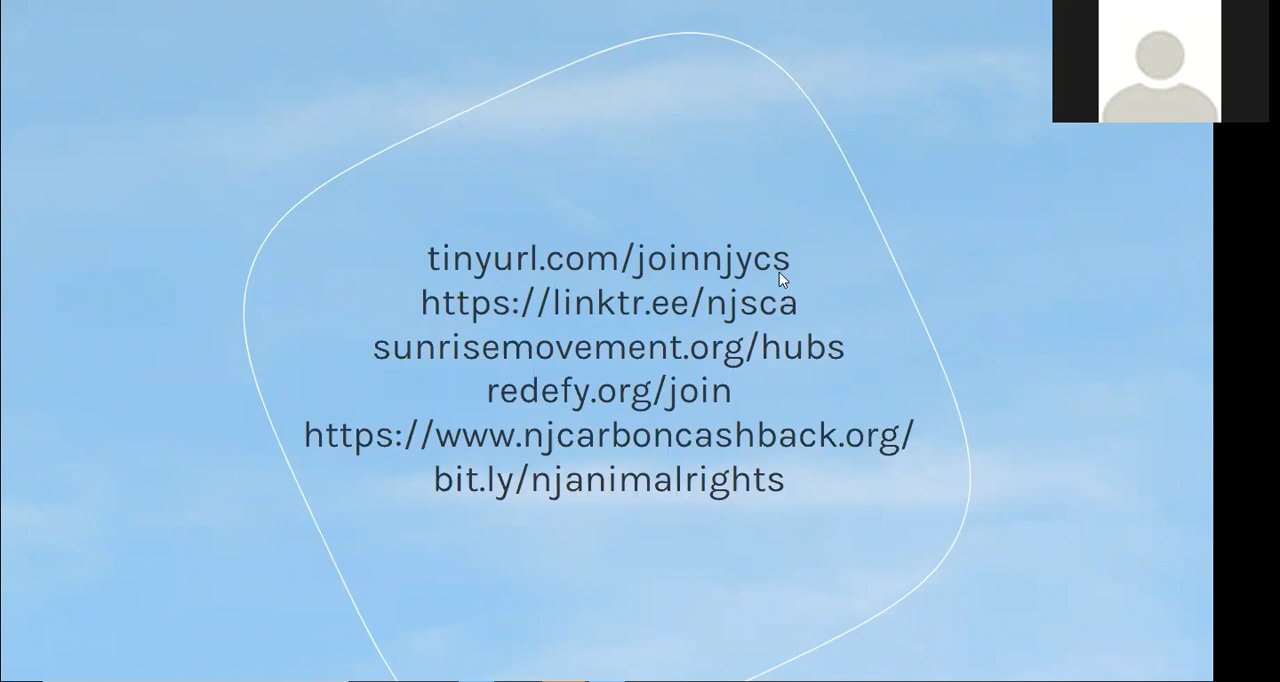 tinyurl.com/joinnjycs
https://linktr.ee/njsca
sunrisemovement.org/hubs
redefy.org/join
https://www.njcarboncashback.org/
bit.ly/njanimalrights